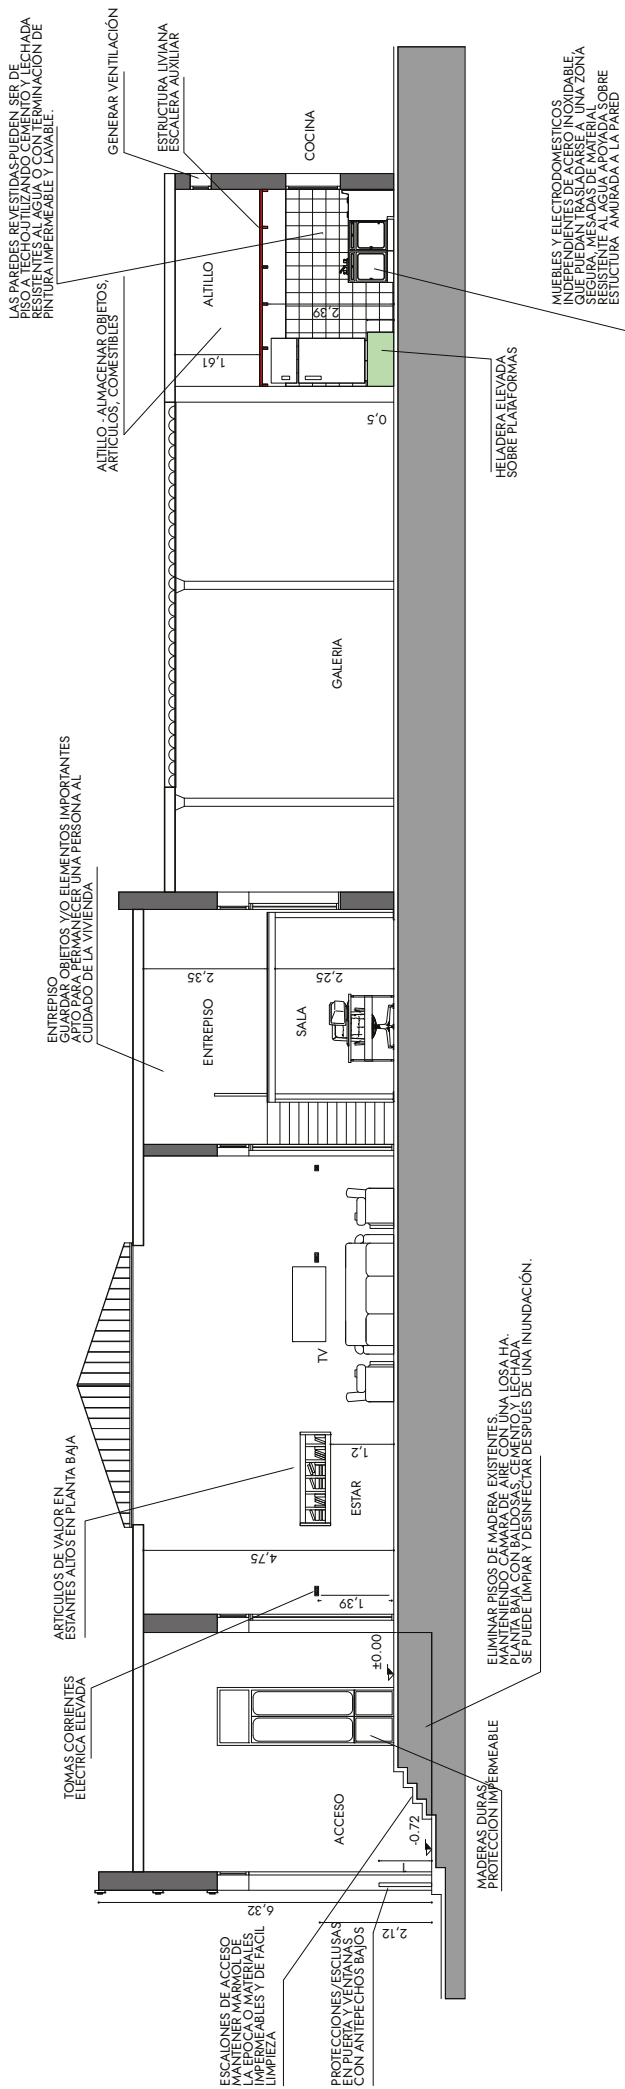 ESCALONES DE ACCESO
MANTENER MARMOL DE
LA EPOCA O MATERIALES
IMPERMEABLES Y DE FACIL
LIMPIEZA
PROTECCIONES/ESCLUSAS
EN PUERTA Y VENTANAS
CON ANTEPECHOS BAJOS
6,32
2,12
1
ACCESO
-0.72
±0.00
MADERAS DURAS,
PROTECCION IMPERMEABLE
TOMAS CORRIENTES
ELECTRICA ELEVADA
ARTICULOS DE VALOR EN
ESTANTES ALTOS EN PLANTA BAJA
4,75
1,39
1,2
ESTAR
TV
ELIMINAR PISOS DE MADERA EXISTENTES,
MANTENIENDO CAMARA DE AIRE CON UNA LOSA HA.
PLANTA BAJA CON BALDOSAS, CEMENTO Y LECHADA
SE PUEDE LIMPIAR Y DESINFECTAR DESPUÉS DE UNA INUNDACIÓN.
ENTREPISO
GUARDAR OBJETOS Y/O ELEMENTOS IMPORTANTES
APTO PARA PERMANECER UNA PERSONA AL
CUIDADO DE LA VIVIENDA
2,35
ENTREPISO
SALA
2,25
GALERIA
ALTILLO - ALMACENAR OBJETOS,
ARTICULOS, COMESTIBLES
LAS PAREDES REVESTIDAS-PUEDEN SER DE
PISO A TECHO-UTILIZANDO CEMENTO Y LECHADA
RESISTENTES AL AGUA O CON TERMINACION DE
PINTURA IMPERMEABLE Y LAVABLE.
GENERAR VENTILACIÓN
ESTRUCTURA LIVIANA
ESCALERA AUXILIAR
ALTILLO
1,61
2,39
0,5
COCINA
HELADERA ELEVADA
SOBRE PLATAFORMAS
MUEBLES Y ELECTRODOMESTICOS
INDEPENDIENTES DE ACERO INOXIDABLE,
QUE PUEDAN TRASLADARSE A UNA ZONA
SEGURA, MESADAS DE MATERIAL
RESISTENTE AL AGUA APOYADA SOBRE
ESTUCTURA AMURADA A LA PARED